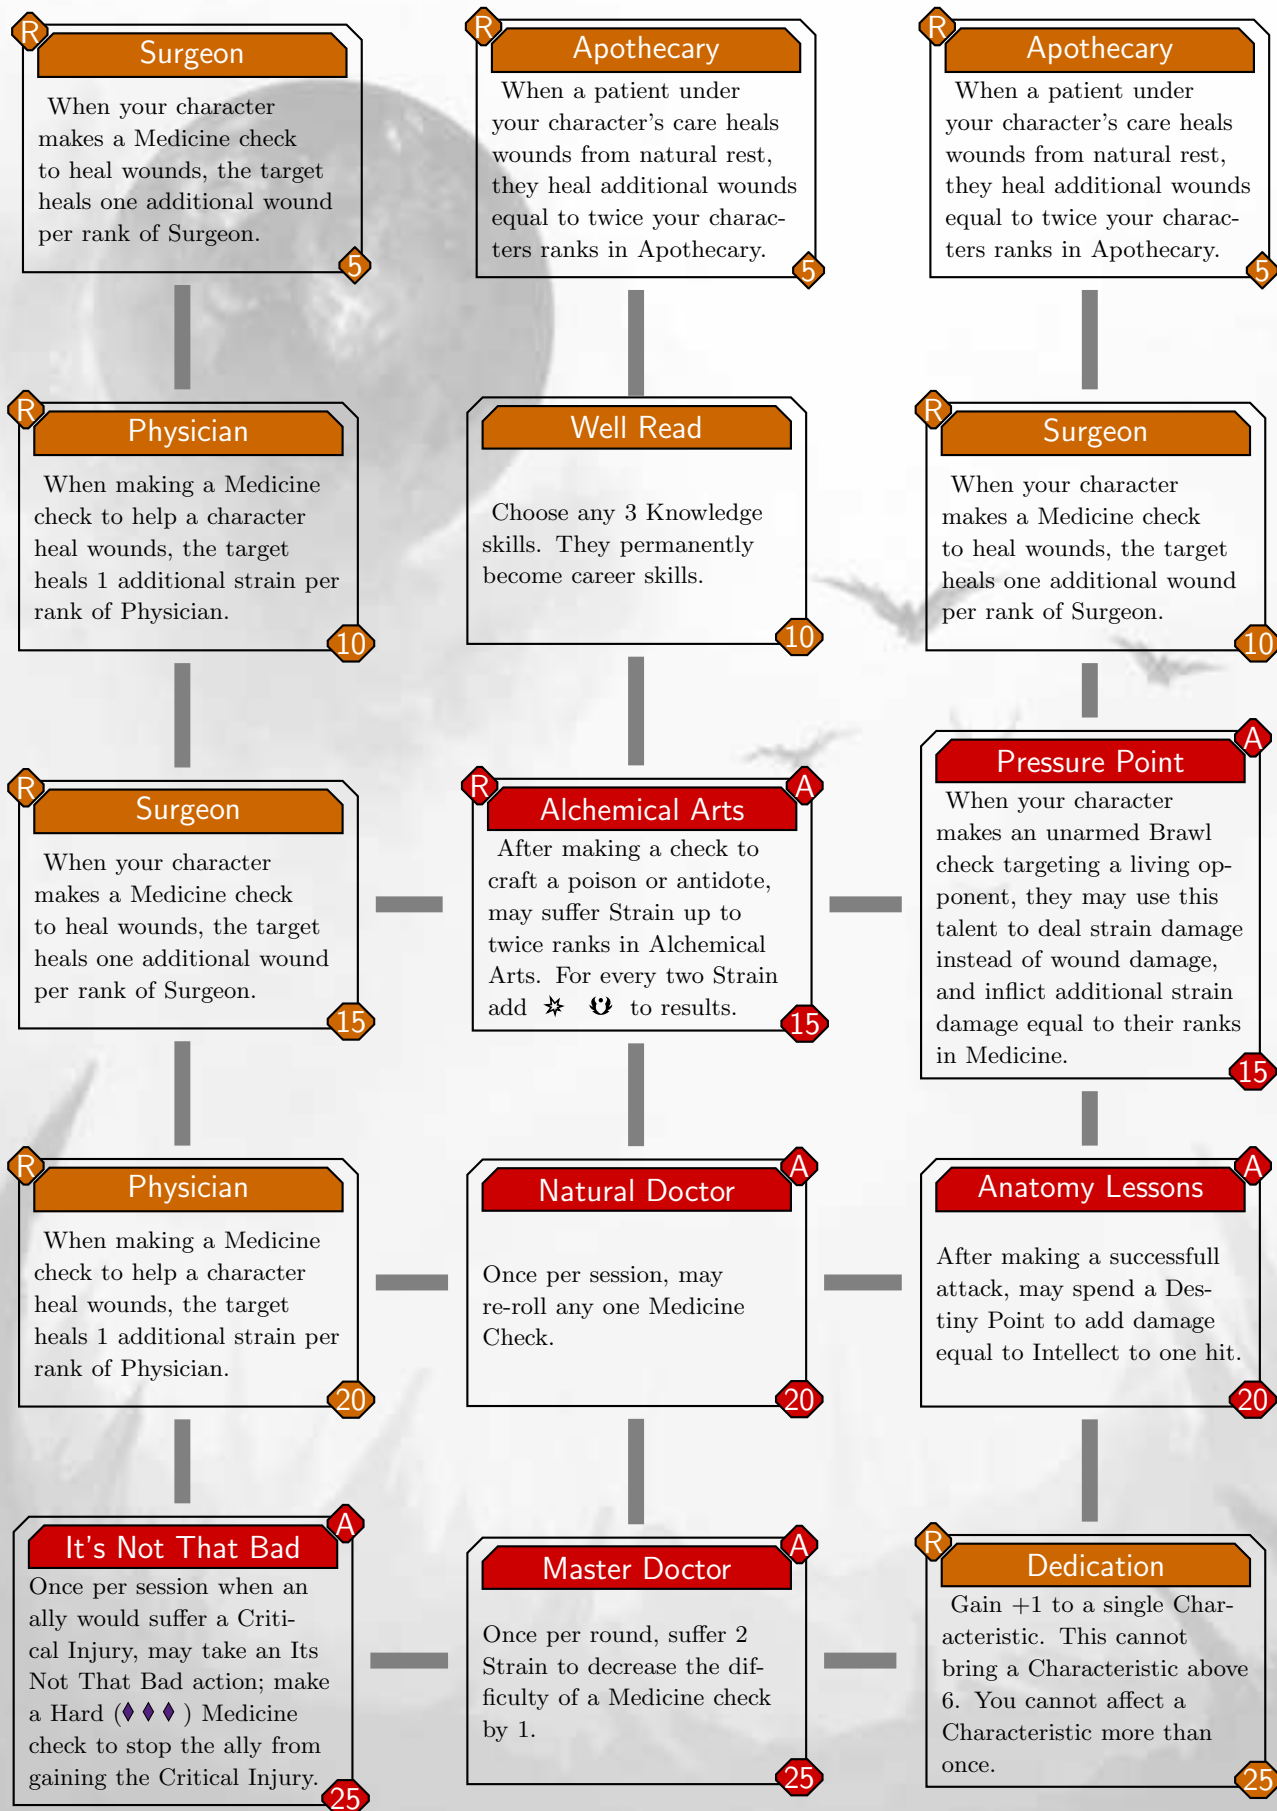 R
Surgeon
When your character
makes a Medicine check
to heal wounds, the target
heals one additional wound
per rank of Surgeon.
5
R
Apothecary
When a patient under
your character's care heals
wounds from natural rest,
they heal additional wounds
equal to twice your charac-
ters ranks in Apothecary.
5
R
Apothecary
When a patient under
your character's care heals
wounds from natural rest,
they heal additional wounds
equal to twice your charac-
ters ranks in Apothecary.
5
R
Physician
When making a Medicine
check to help a character
heal wounds, the target
heals 1 additional strain per
rank of Physician.
10
Well Read
Choose any 3 Knowledge
skills. They permanently
become career skills.
10
R
Surgeon
When your character
makes a Medicine check
to heal wounds, the target
heals one additional wound
per rank of Surgeon.
10
R
Surgeon
When your character
makes a Medicine check
to heal wounds, the target
heals one additional wound
per rank of Surgeon.
15
R
A
Alchemical Arts
After making a check to
craft a poison or antidote,
may suffer Strain up to
twice ranks in Alchemical
Arts. For every two Strain
add to results.
15
A
Pressure Point
When your character
makes an unarmed Brawl
check targeting a living op-
ponent, they may use this
talent to deal strain damage
instead of wound damage,
and inflict additional strain
damage equal to their ranks
in Medicine.
15
R
Physician
When making a Medicine
check to help a character
heal wounds, the target
heals 1 additional strain per
rank of Physician.
20
A
Natural Doctor
Once per session, may
re-roll any one Medicine
Check.
20
A
Anatomy Lessons
After making a successfull
attack, may spend a Des-
tiny Point to add damage
equal to Intellect to one hit.
20
A
It's Not That Bad
Once per session when an
ally would suffer a Criti-
cal Injury, may take an Its
Not That Bad action; make
a Hard (♦ ♦ ♦ ) Medicine
check to stop the ally from
gaining the Critical Injury.
25
A
Master Doctor
Once per round, suffer 2
Strain to decrease the dif-
ficulty of a Medicine check
by 1.
25
R
Dedication
Gain +1 to a single Char-
acteristic. This cannot
bring a Characteristic above
6. You cannot affect a
Characteristic more than
once.
25